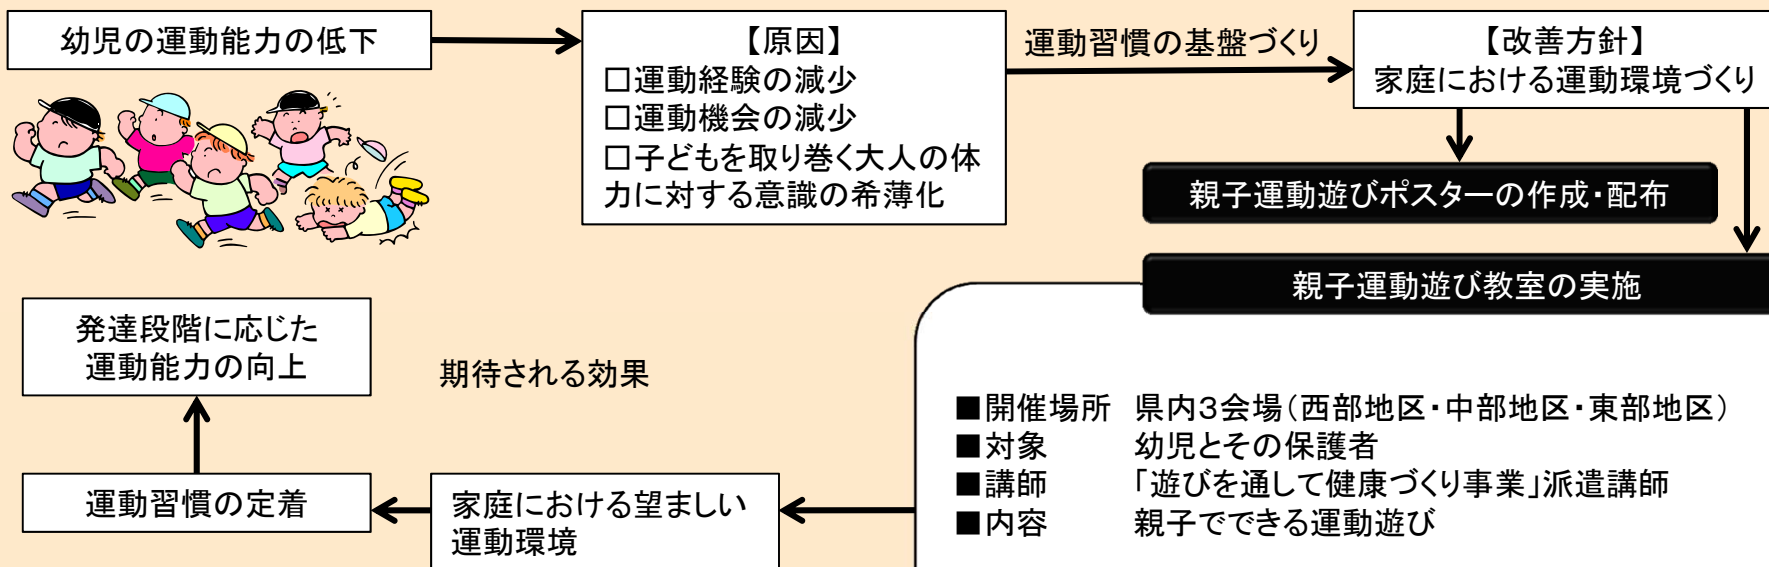 幼児の運動能力の低下
【原因】
□運動経験の減少
□運動機会の減少
□子どもを取り巻く大人の体
力に対する意識の希薄化
運動習慣の基盤づくり
【改善方針】
家庭における運動環境づくり
親子運動遊びポスターの作成・配布
親子運動遊び教室の実施
■開催場所 県内3会場(西部地区・中部地区・東部地区)
■対象 幼児とその保護者
■講師 「遊びを通して健康づくり事業」派遣講師
■内容 親子でできる運動遊び
家庭における望ましい
運動環境
運動習慣の定着
期待される効果
発達段階に応じた
運動能力の向上